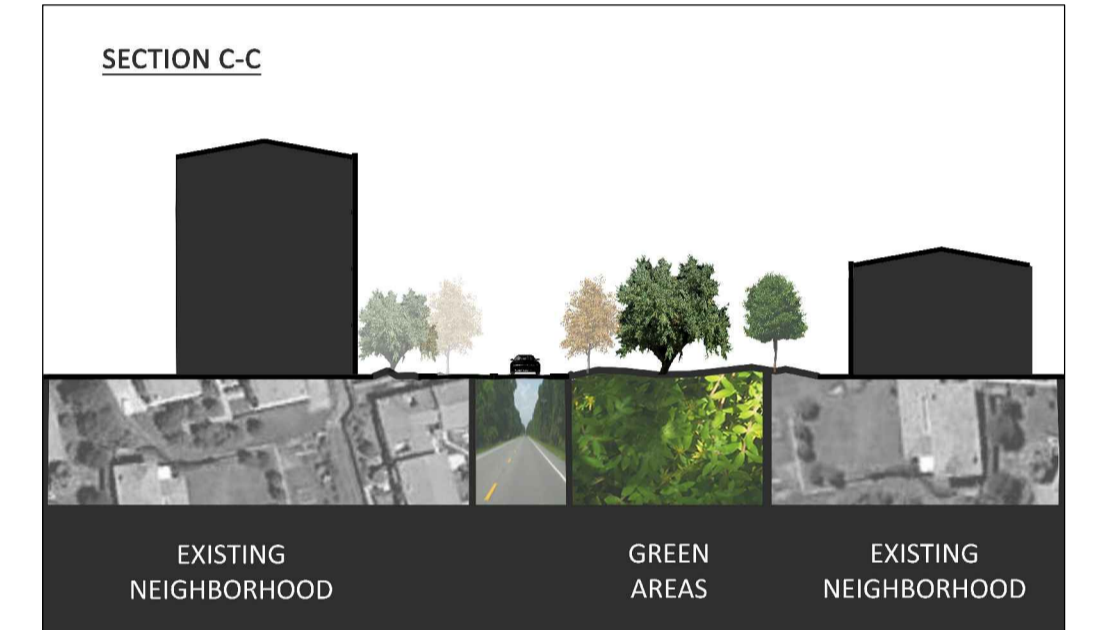 SECTION C-C
EXISTING
NEIGHBORHOOD
GREEN
AREAS
EXISTING
NEIGHBORHOOD